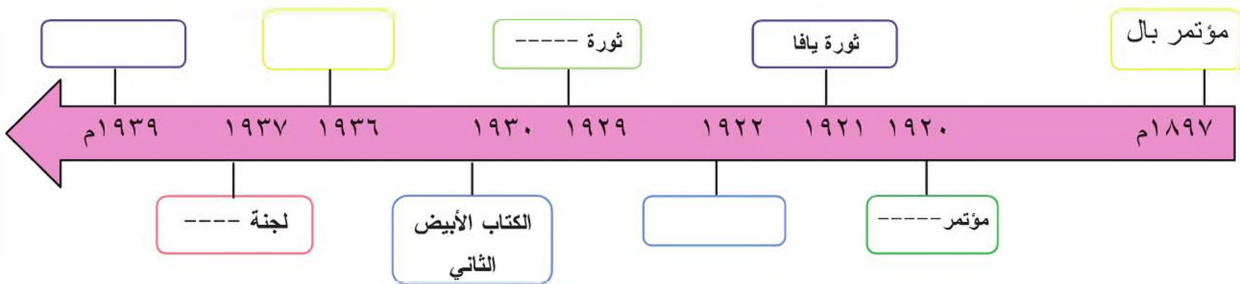 مؤتمر بال
ثورة يافا
ثورة -----
١٨٩٧م
١٩٢٠
١٩٢١
١٩٢٢
١٩٢٩
١٩٣٠
١٩٣٦
١٩٣٧
١٩٣٩م
مؤتمر-----
الكتاب الأبيض
الثاني
لجنة ----